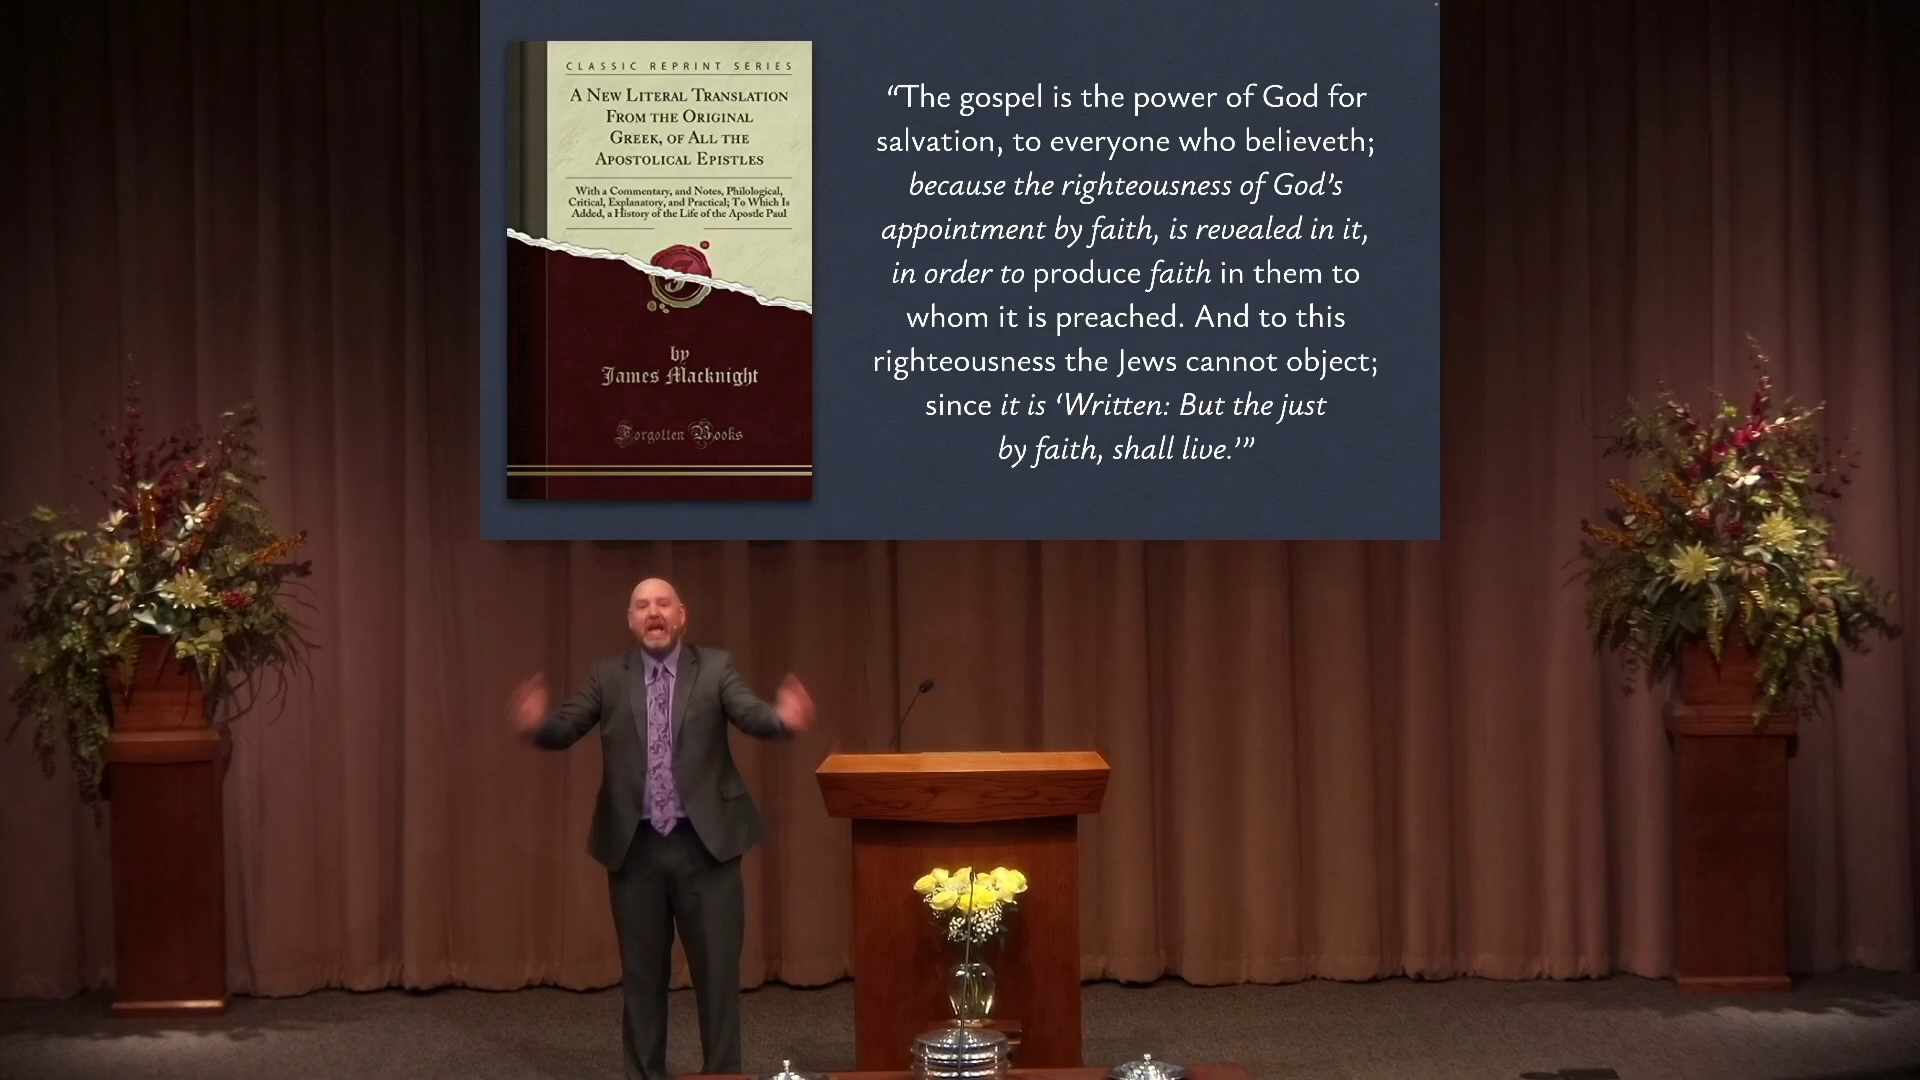 CLASSIC REPRINT SERIES
A NEW LITERAL TRANSLATION
FROM THE ORIGINAL
GREEK, OF ALL THE
APOSTOLICAL EPISTLES
With a Commentary, and Notes, Philological,
Critical, Explanatory, and Practical; To Which Is
Added, a History of the Life of the Apostle Paul
by
James Macknight
Forgotten Books
“The gospel is the power of God for
salvation, to everyone who believeth;
because the righteousness of God’s
appointment by faith, is revealed in it,
in order to produce faith in them to
whom it is preached. And to this
righteousness the Jews cannot object;
since it is ‘Written: But the just
by faith, shall live.’”